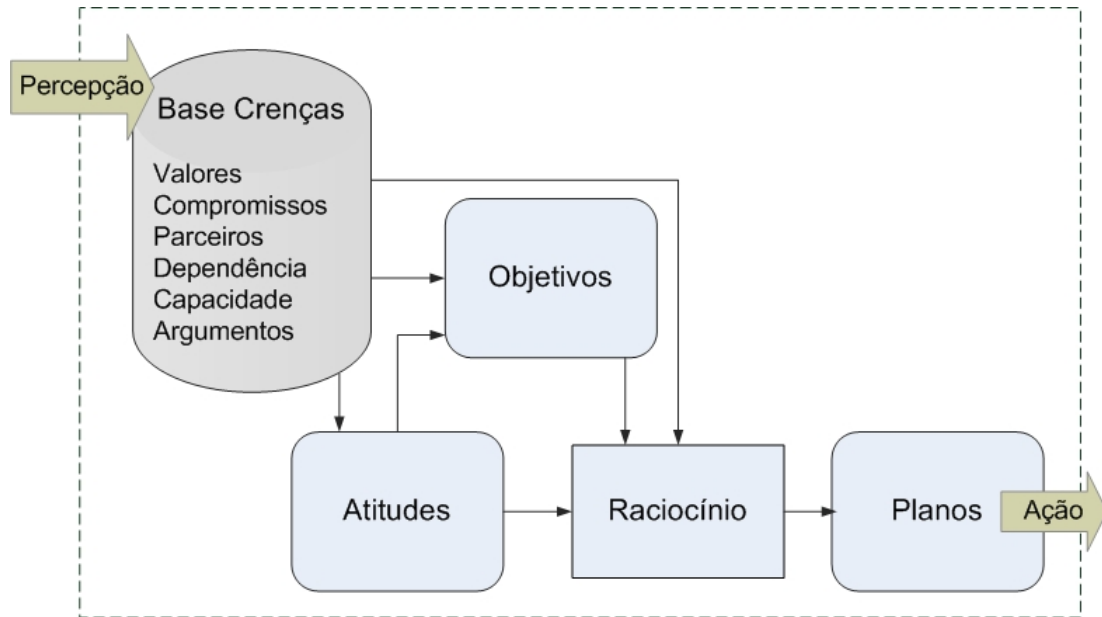 Percepção
Base Crenças
Valores
Compromissos
Parceiros
Dependência
Capacidade
Argumentos
Objetivos
Atitudes
Raciocínio
Planos
Ação